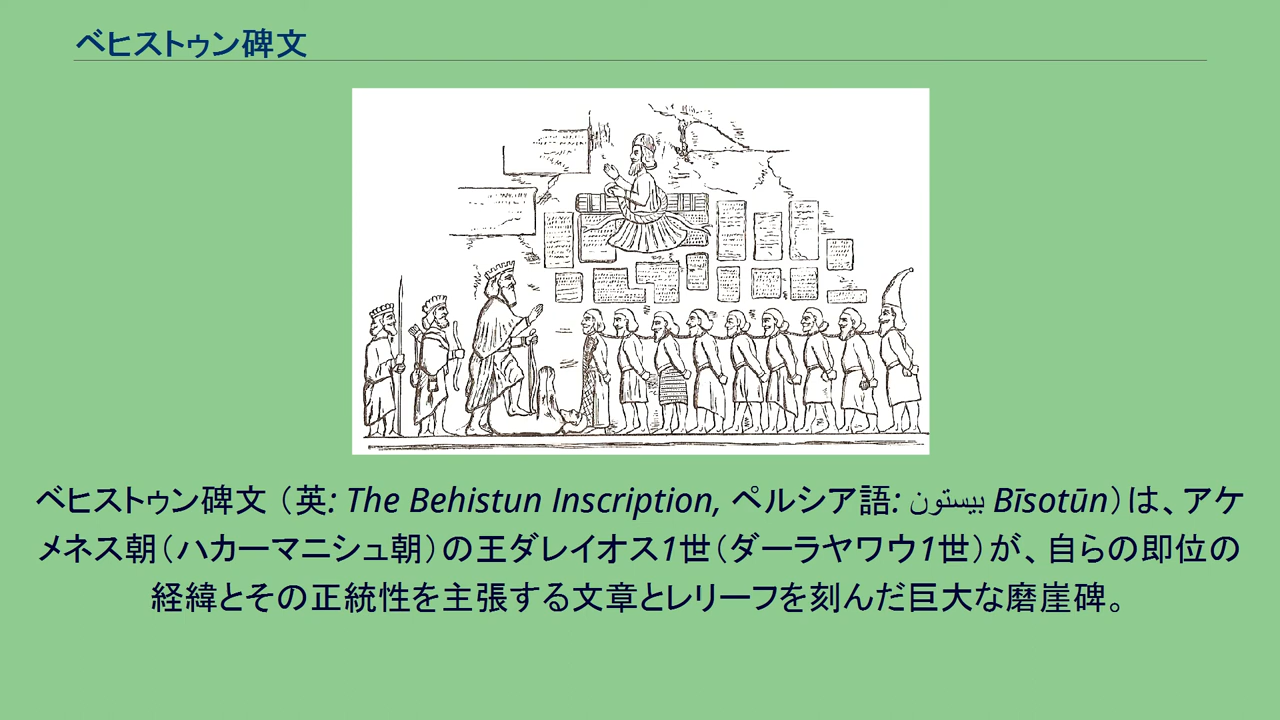 ベヒストゥン碑文
ベヒストゥン碑文（英: The Behistun Inscription, ペルシア語: بیستون Bīsotūn）は、アケ
メネス朝（ハカーマニシュ朝）の王ダレイオス1世（ダーラヤワウ1世）が、自らの即位の
経緯とその正統性を主張する文章とレリーフを刻んだ巨大な磨崖碑。